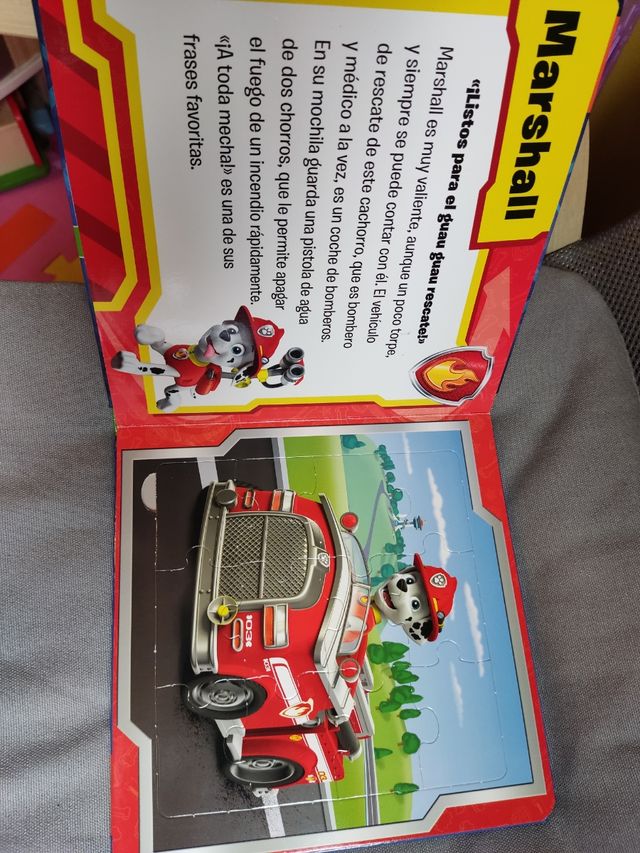 Marshall
«¡Listos para el guau guau rescate!»
Marshall es muy valiente, aunque un poco torpe,
y siempre se puede contar con él. El vehículo
de rescate de este cachorro, que es bombero
y médico a la vez, es un coche de bomberos.
En su mochila guarda una pistola de agua
de dos chorros, que le permite apagar
el fuego de un incendio rápidamente.
«¡A toda mecha!» es una de sus
frases favoritas.
03
03